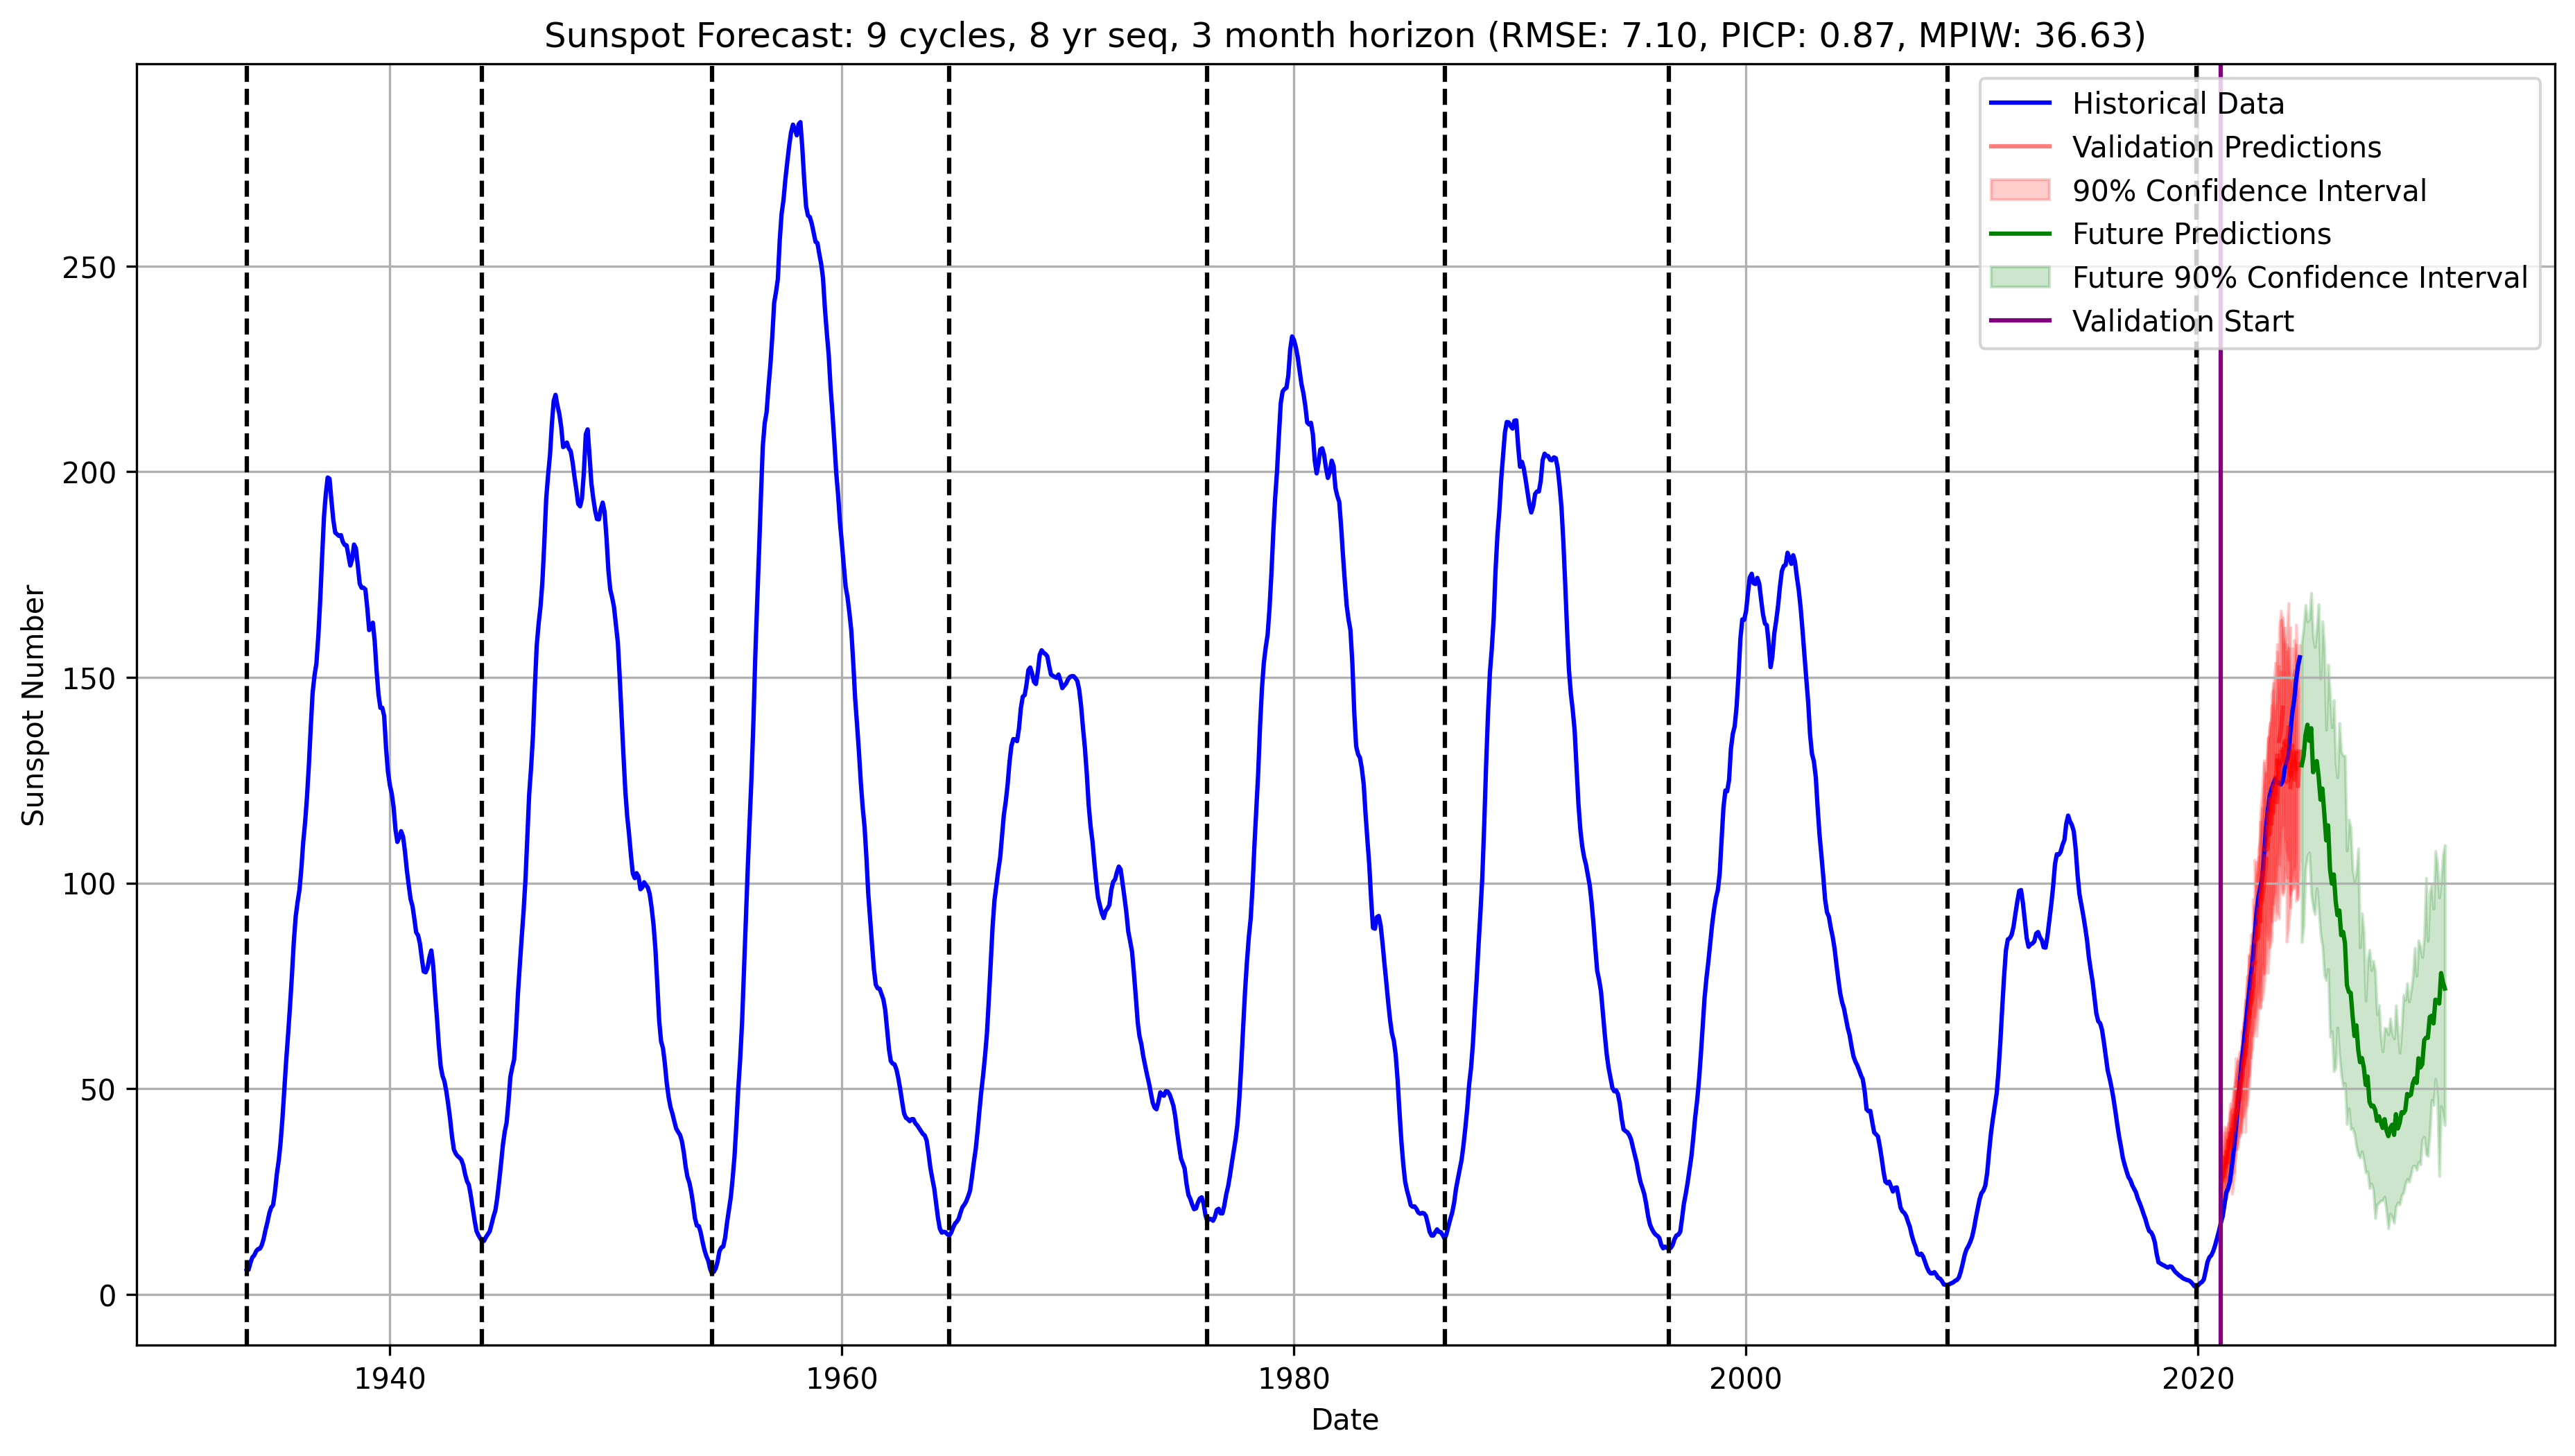 Sunspot Forecast: 9 cycles, 8 yr seq, 3 month horizon (RMSE: 7.10, PICP: 0.87, MPIW: 36.63)
Historical Data
Validation Predictions
90% Confidence Interval
Future Predictions
Future 90% Confidence Interval
Validation Start
250
200
150
100
50
0
Sunspot Number
1940
1960
1980
2000
2020
Date